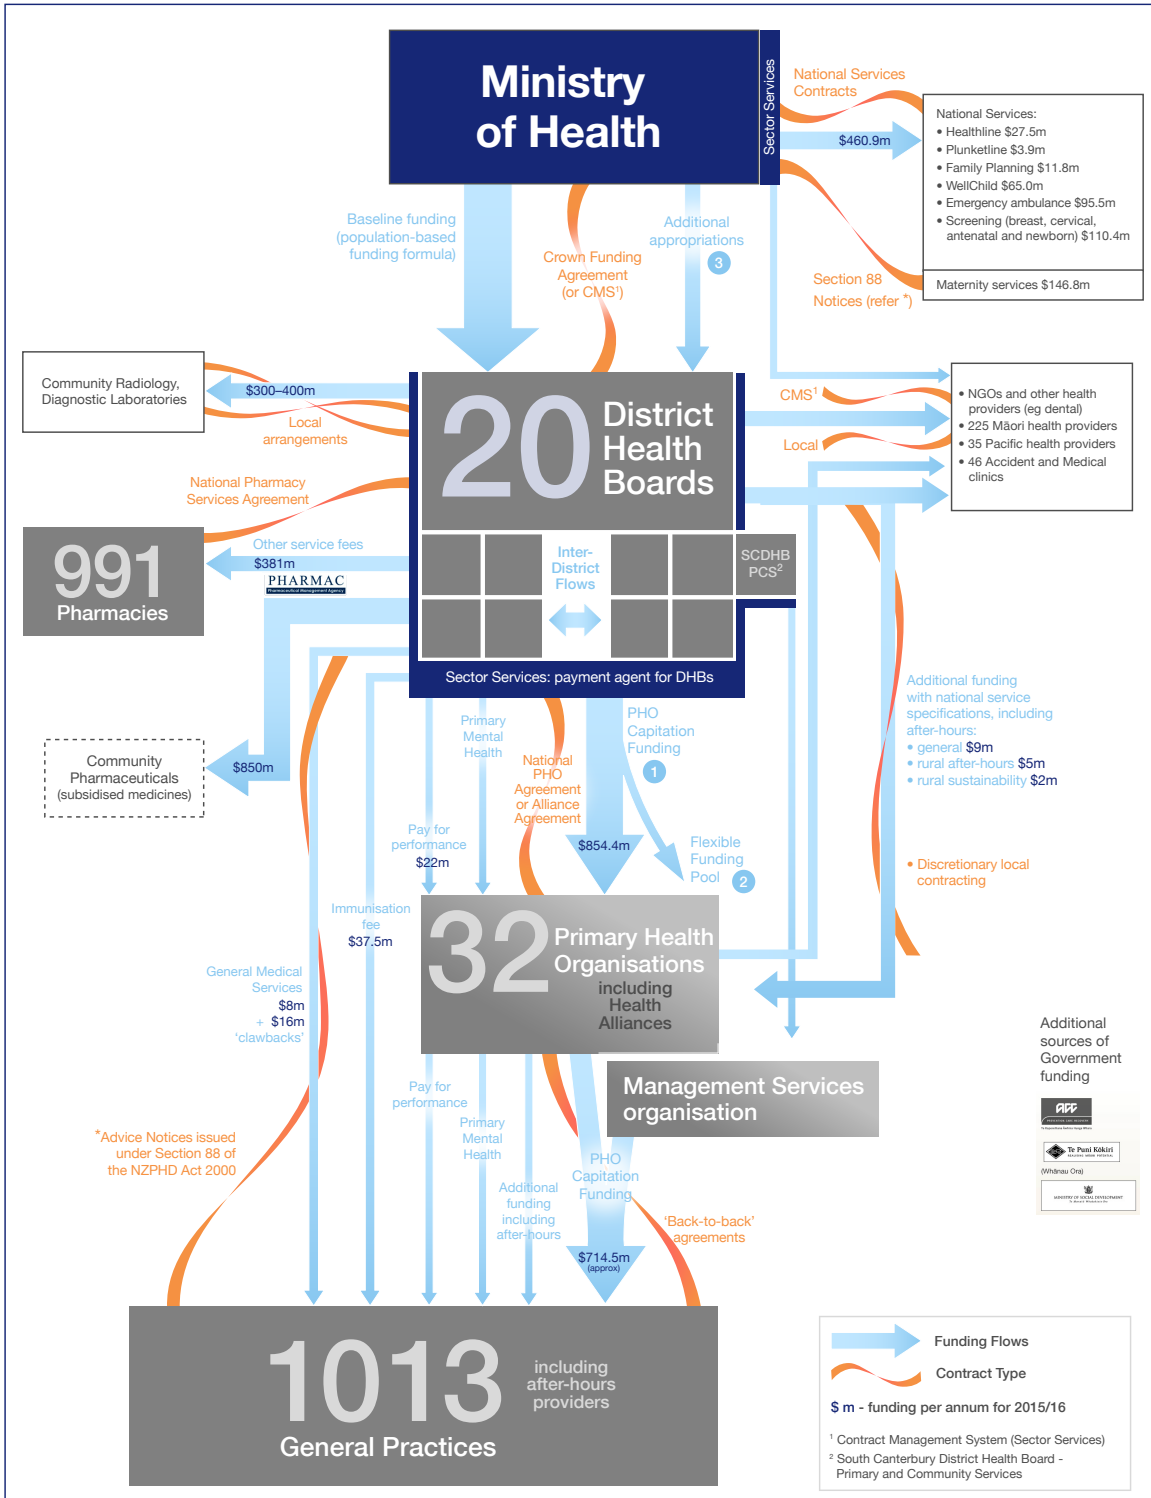 Ministry
of Health
Sector Services
National Services
Contracts
$460.9m
National Services:
• Healthline $27.5m
• Plunketline $3.9m
• Family Planning $11.8m
• WellChild $65.0m
• Emergency ambulance $95.5m
• Screening (breast, cervical,
antenatal and newborn) $110.4m
Maternity services $146.8m
Section 88
Notices (refer *)
Baseline funding
(population-based
funding formula)
Crown Funding
Agreement
(or CMS¹)
Additional
appropriations
3
Community Radiology,
Diagnostic Laboratories
$300–400m
Local
arrangements
20 District
Health
Boards
CMS¹
Local
• NGOs and other health
providers (eg dental)
• 225 Māori health providers
• 35 Pacific health providers
• 46 Accident and Medical
clinics
National Pharmacy
Services Agreement
991
Pharmacies
Other service fees
$381m
PHARMAC
Pharmaceutical Management Agency
Inter-
District
Flows
SCDHB
PCS²
Sector Services: payment agent for DHBs
Community
Pharmaceuticals
(subsidised medicines)
$850m
Primary
Mental
Health
National
PHO
Agreement
or Alliance
Agreement
PHO
Capitation
Funding
1
Additional funding
with national service
specifications, including
after-hours:
• general $9m
• rural after-hours $5m
• rural sustainability $2m
Pay for
performance
$22m
$854.4m
Flexible
Funding
Pool 2
• Discretionary local
contracting
Immunisation
fee
$37.5m
32 Primary Health
Organisations
including
Health
Alliances
General Medical
Services
$8m
+ $16m
‘clawbacks’
Management Services
organisation
Additional
sources of
Government
funding
Te Puni Kōkiri
(Whānau Ora)
MINISTRY OF SOCIAL DEVELOPMENT
Pay for
performance
Primary
Mental
Health
*Advice Notices issued
under Section 88 of
the NZPHD Act 2000
Additional
funding
including
after-hours
PHO
Capitation
Funding
‘Back-to-back’
agreements
$714.5m
(approx)
1013 including
after-hours
providers
General Practices
Funding Flows
Contract Type
$ m - funding per annum for 2015/16
¹ Contract Management System (Sector Services)
² South Canterbury District Health Board -
Primary and Community Services